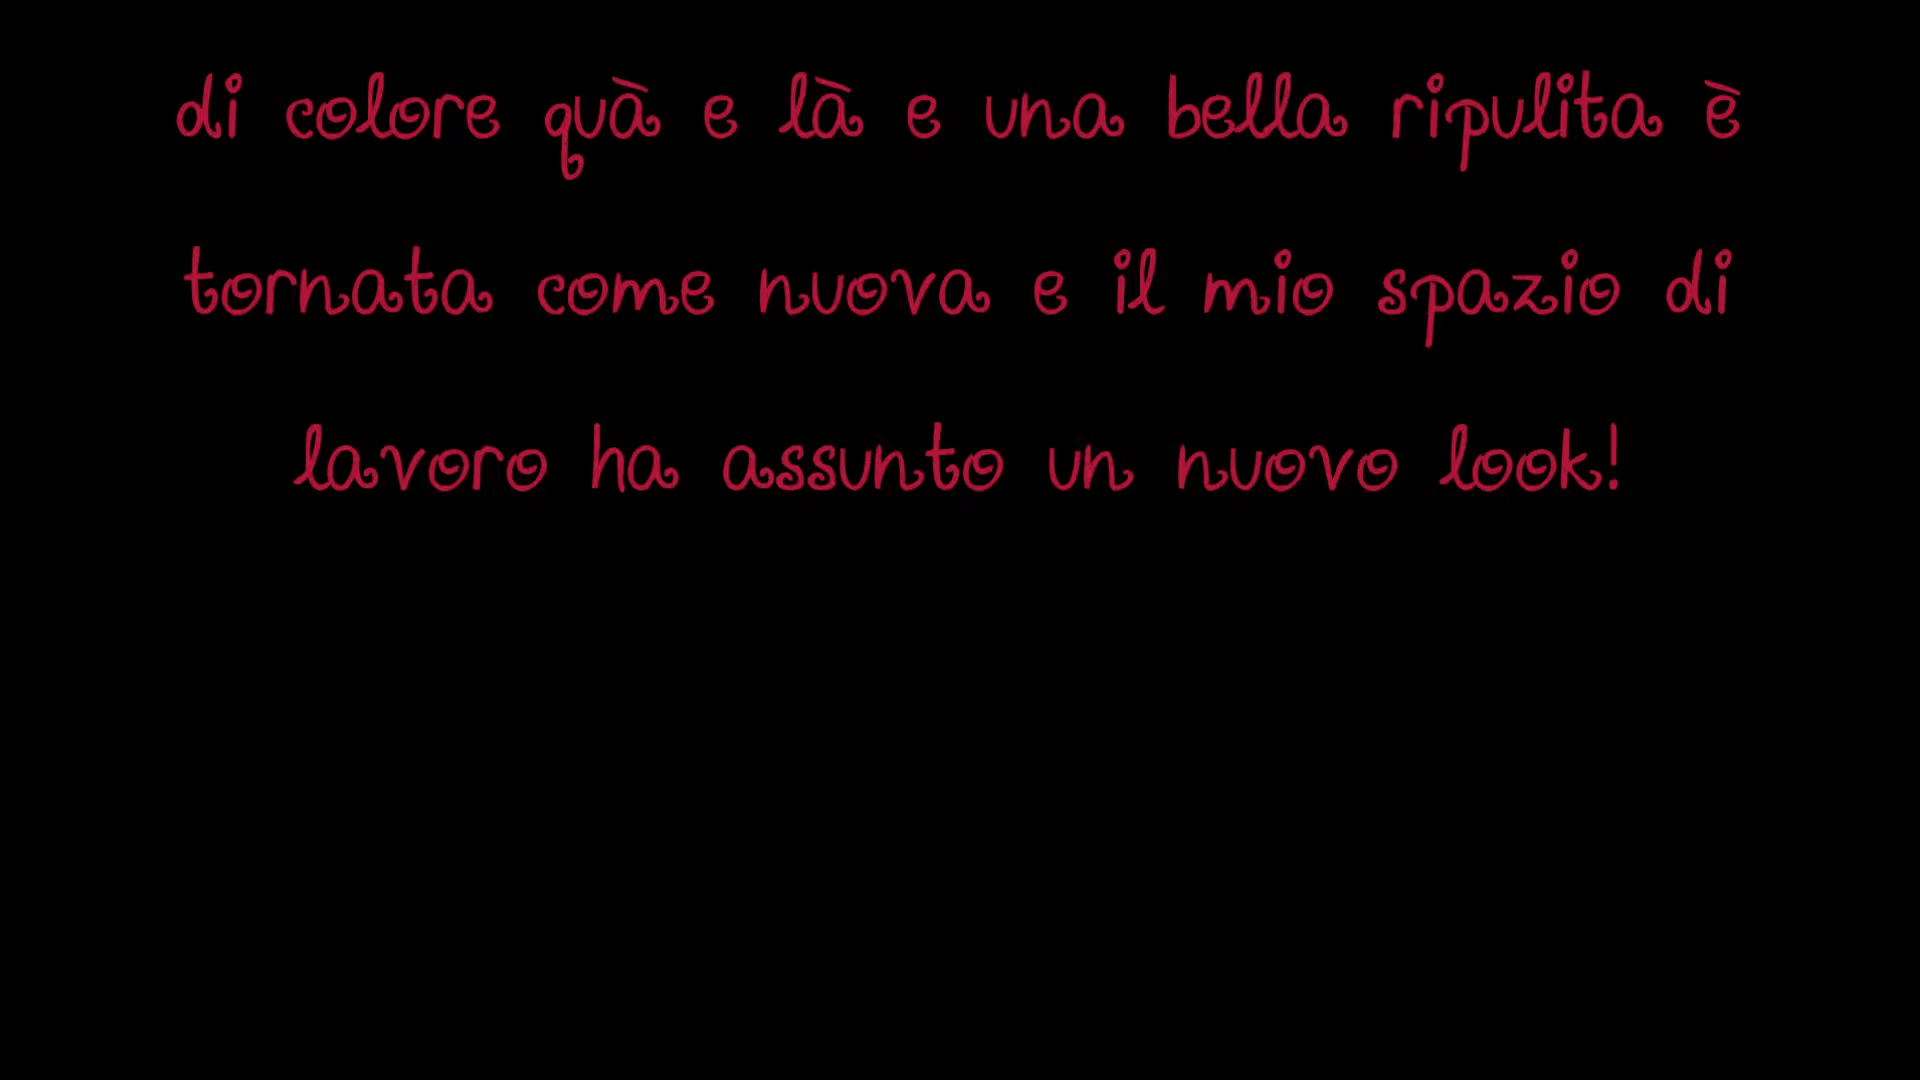 di colore quà e là e una bella ripulita è
tornata come nuova e il mio spazio di
lavoro ha assunto un nuovo look!